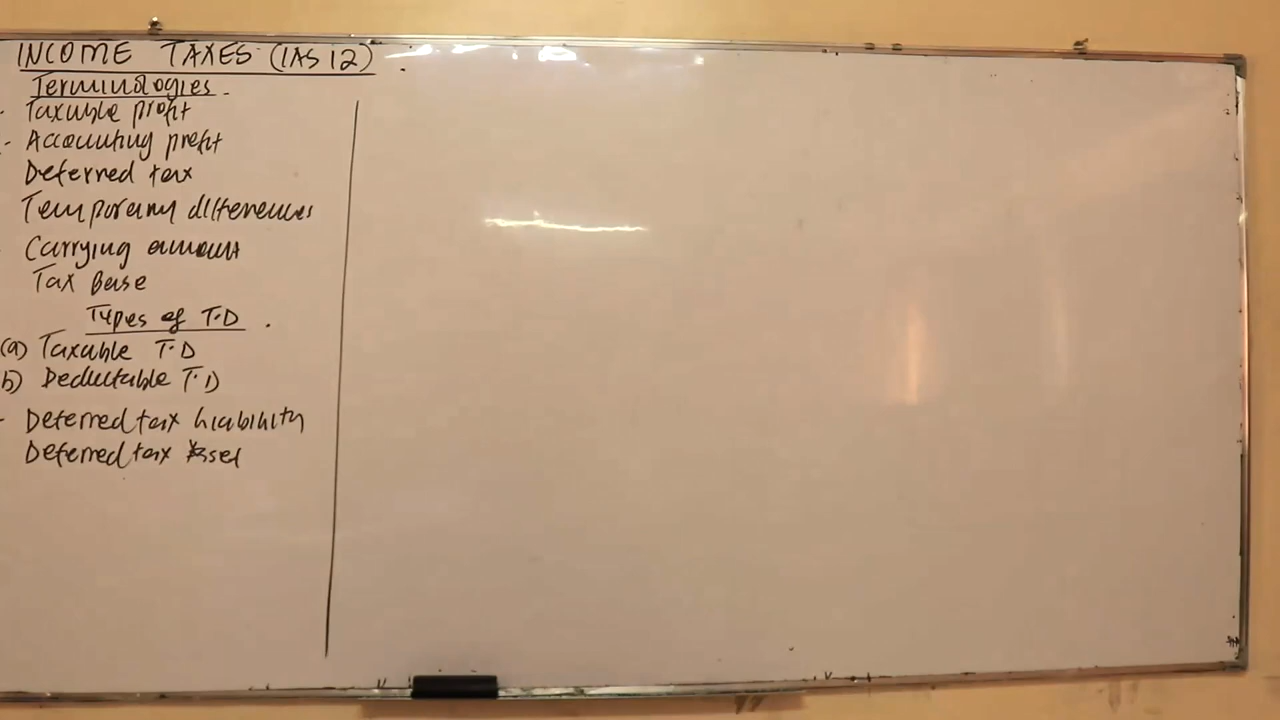 INCOME TAXES (IAS 12)
Terminologies.
- Taxable profit
- Accounting profit
Deferred tax
Temporary differences
- Carrying amount
Tax Base
Types of T.D.
(a) Taxable T.D
b) Deductable T.D
- Deferred tax liability
Deferred tax Asset